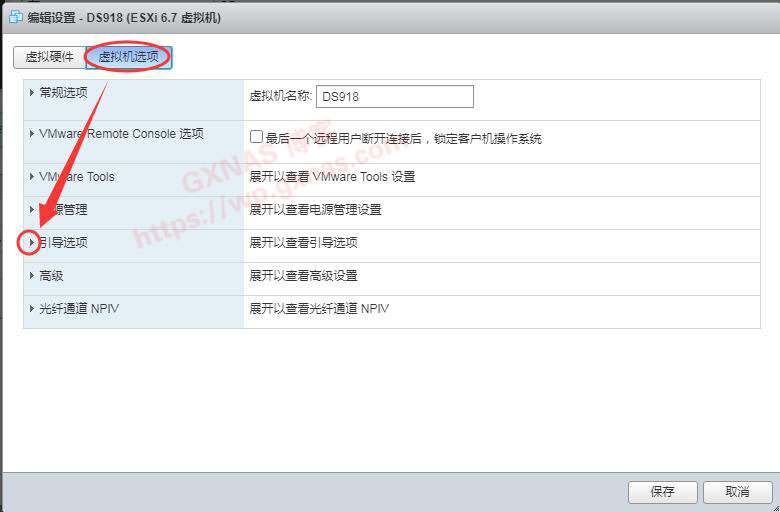 编辑设置 - DS918 (ESXi 6.7 虚拟机)
虚拟硬件 虚拟机选项
常规选项 虚拟机名称: DS918
VMware Remote Console 选项 最后一个远程用户断开连接后，锁定客户机操作系统
VMware Tools 展开以查看 VMware Tools 设置
电源管理 展开以查看电源管理设置
引导选项 展开以查看引导选项
高级 展开以查看高级设置
光纤通道 NPIV 展开以查看光纤通道 NPIV
GXNAS 博客
https://wp.gxnas.com
保存 取消